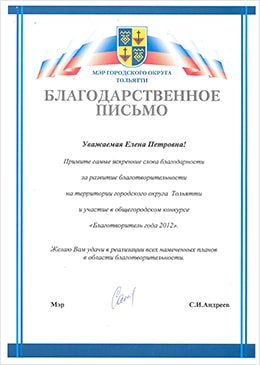 МЭР ГОРОДСКОГО ОКРУГА
ТОЛЬЯТТИ
БЛАГОДАРСТВЕННОЕ
ПИСЬМО
Уважаемая Елена Петровна!
Примите самые искренние слова благодарности
за развитие благотворительности
на территории городского округа Тольятти
и участие в общегородском конкурсе
«Благотворитель года 2012».
Желаю Вам удачи в реализации всех намеченных планов
в области благотворительности.
Мэр С.И.Андреев